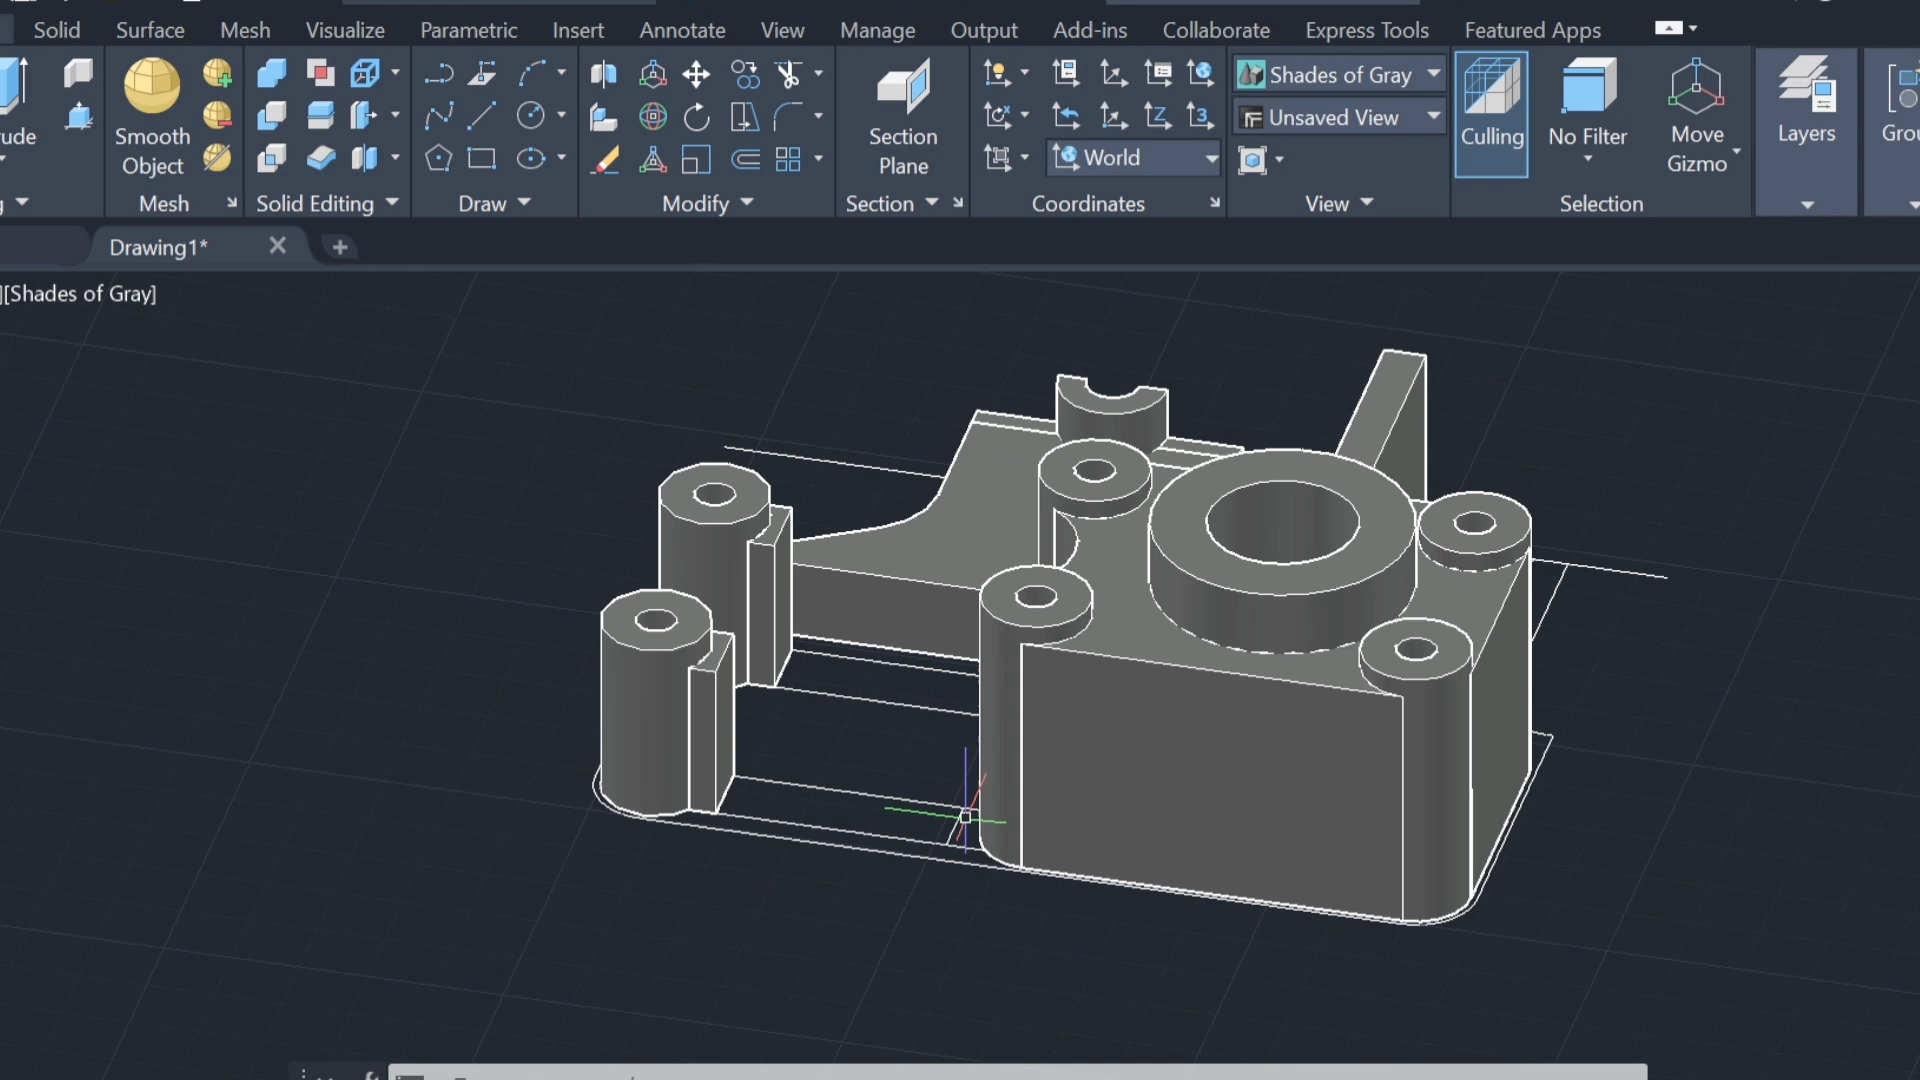 Solid Surface Mesh Visualize Parametric Insert Annotate View Manage Output Add-ins Collaborate Express Tools Featured Apps
Shades of Gray
Unsaved View
ude
Smooth
Object
Section
Plane
World
Culling
No Filter
Move
Gizmo
Layers
Grou
g
Mesh Solid Editing Draw Modify Section Coordinates View Selection
Drawing1*
][Shades of Gray]